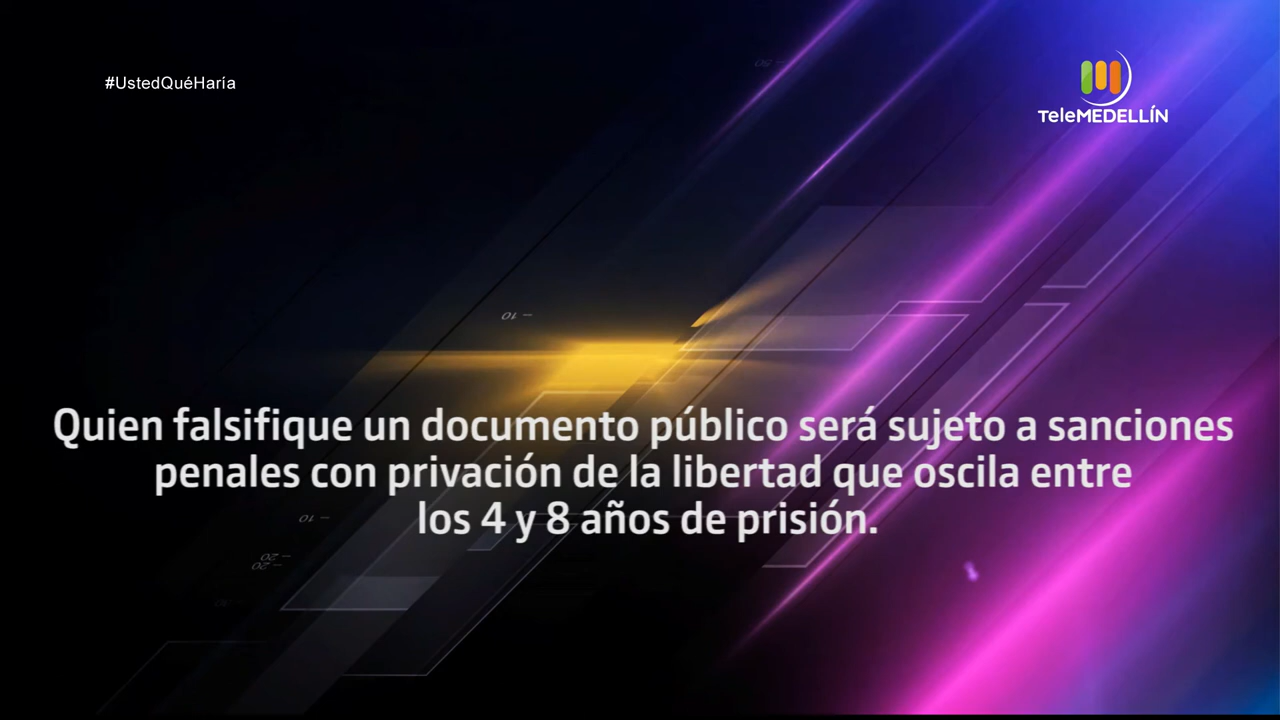 #UstedQuéHaría
TeleMEDELLÍN
Quien falsifique un documento público será sujeto a sanciones
penales con privación de la libertad que oscila entre
los 4 y 8 años de prisión.